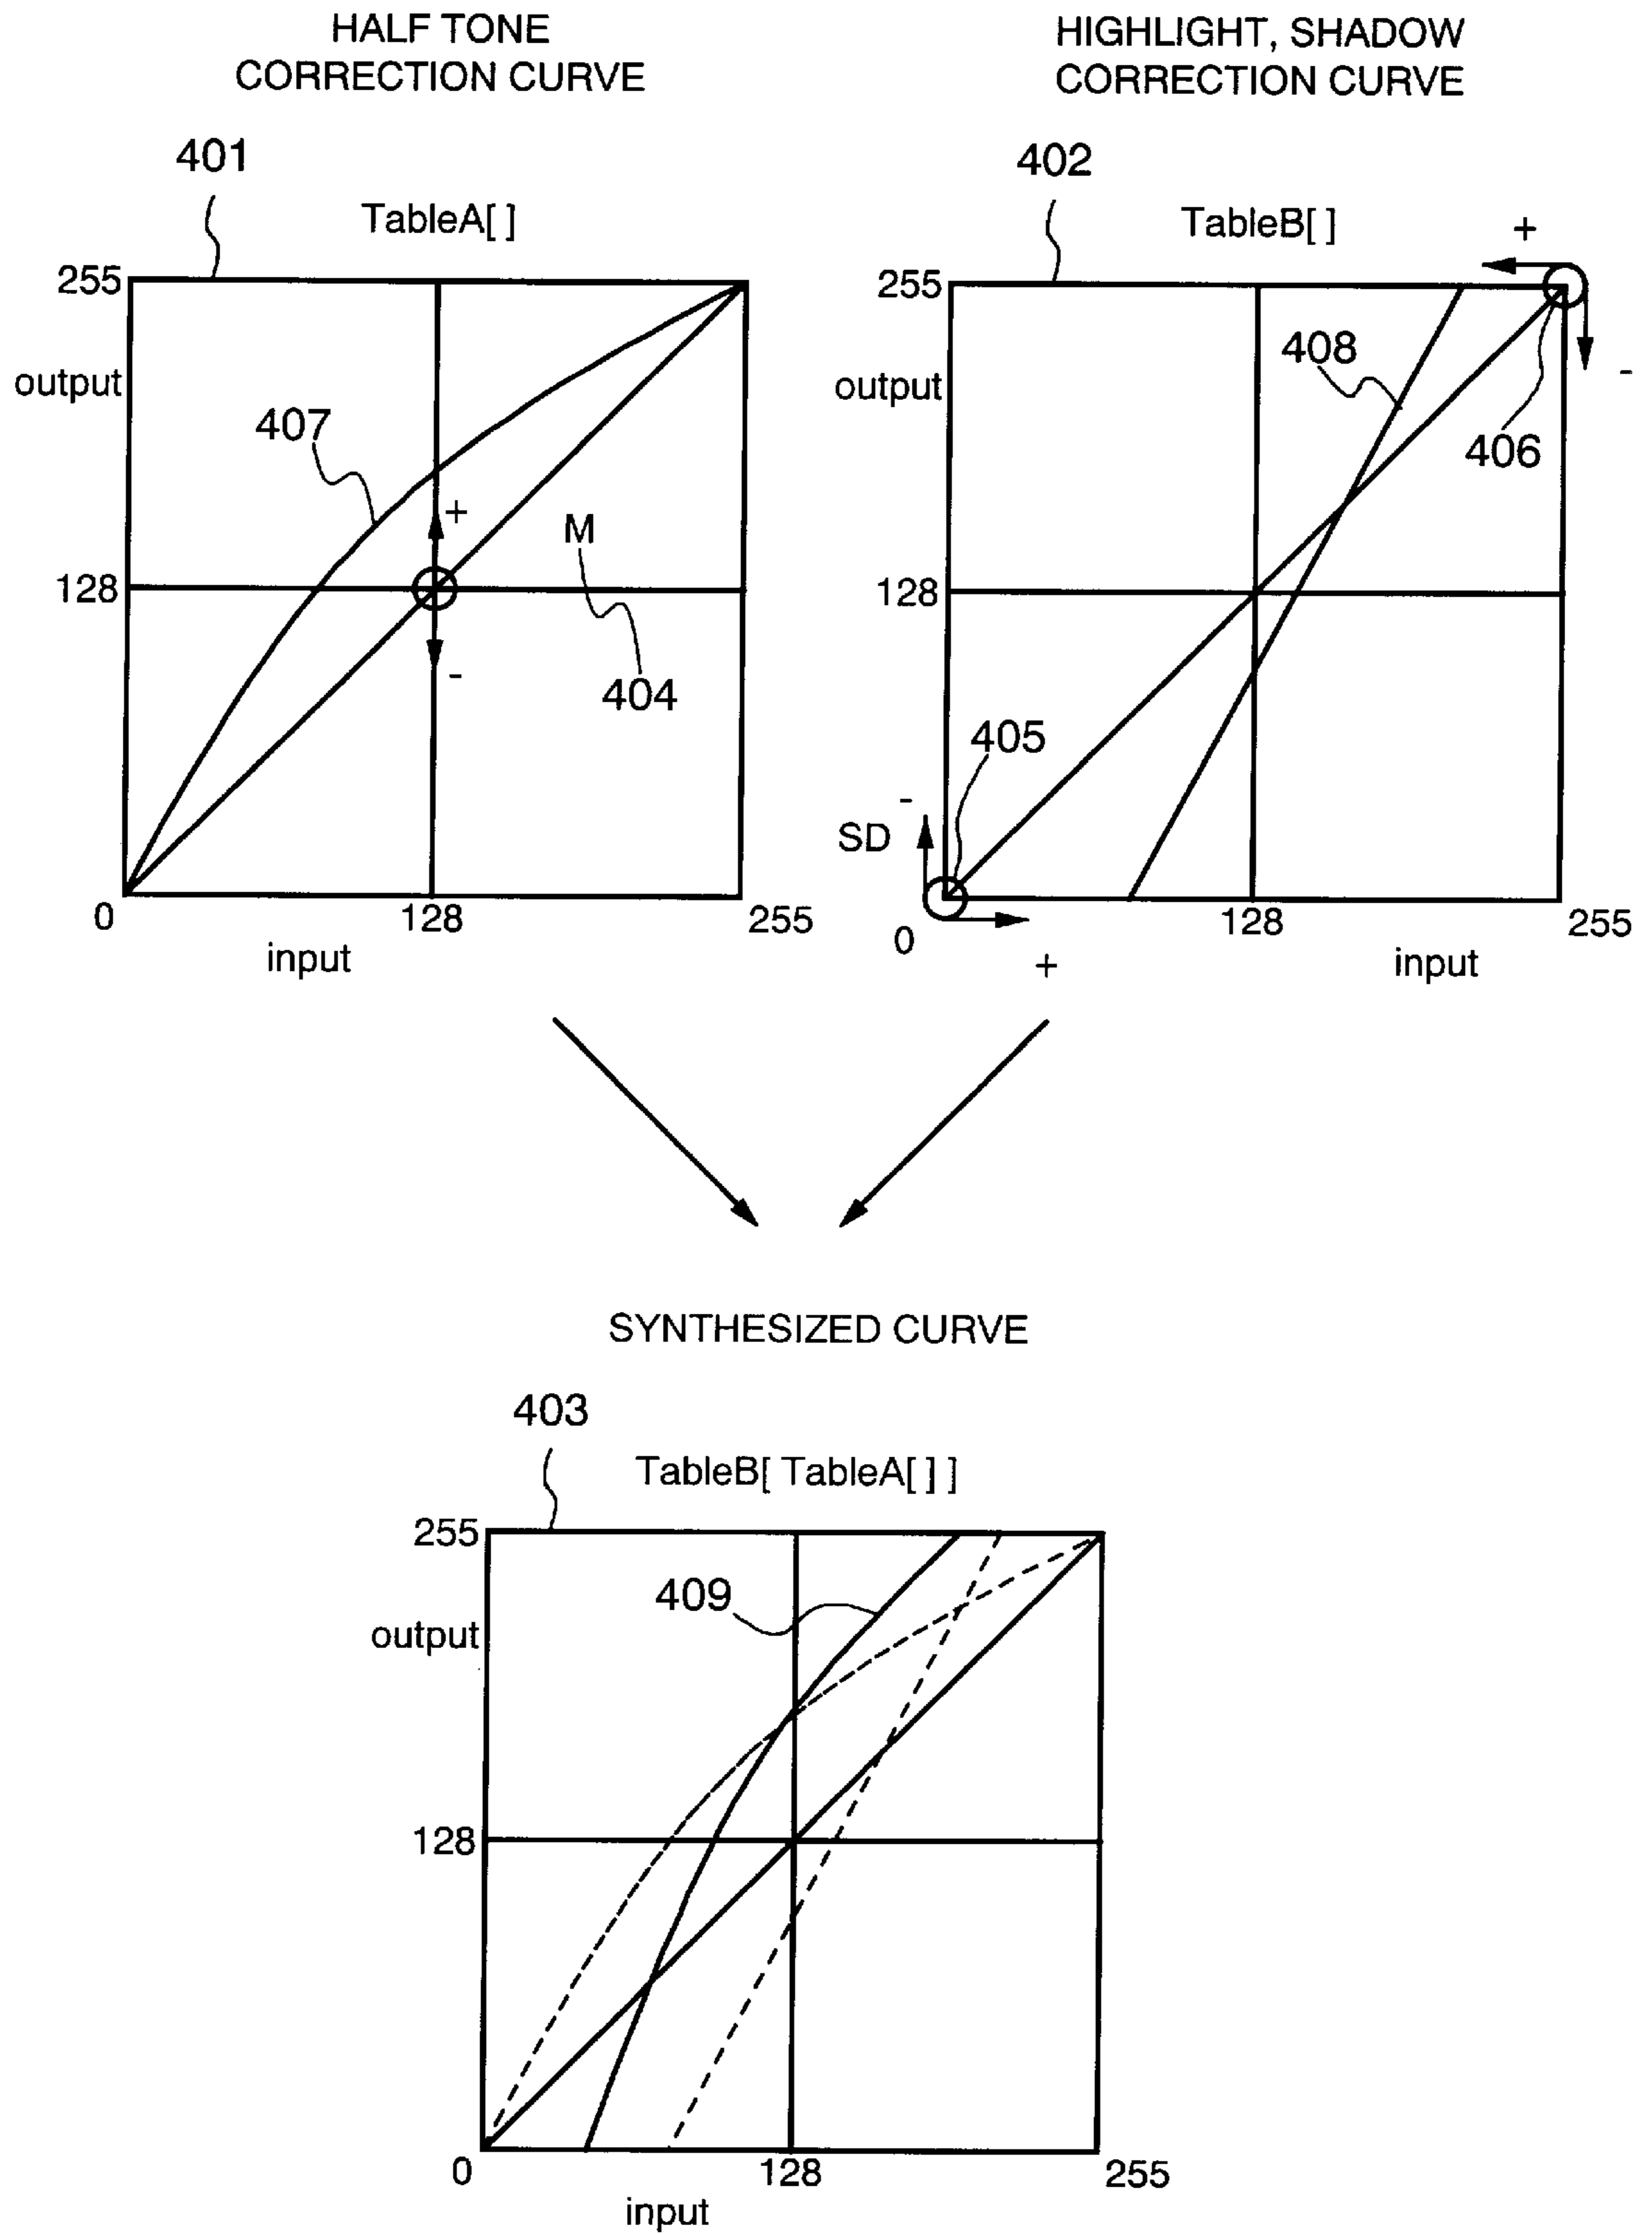 HALF TONE
CORRECTION CURVE
401
TableA[ ]
255
output
407
+
M
128
-
404
0
128
255
input
HIGHLIGHT, SHADOW
CORRECTION CURVE
402
TableB[ ]
+
255
408
output
-
406
128
405
-
SD
0
128
255
+
input
SYNTHESIZED CURVE
403
TableB[ TableA[ ] ]
255
409
output
128
0
128
255
input